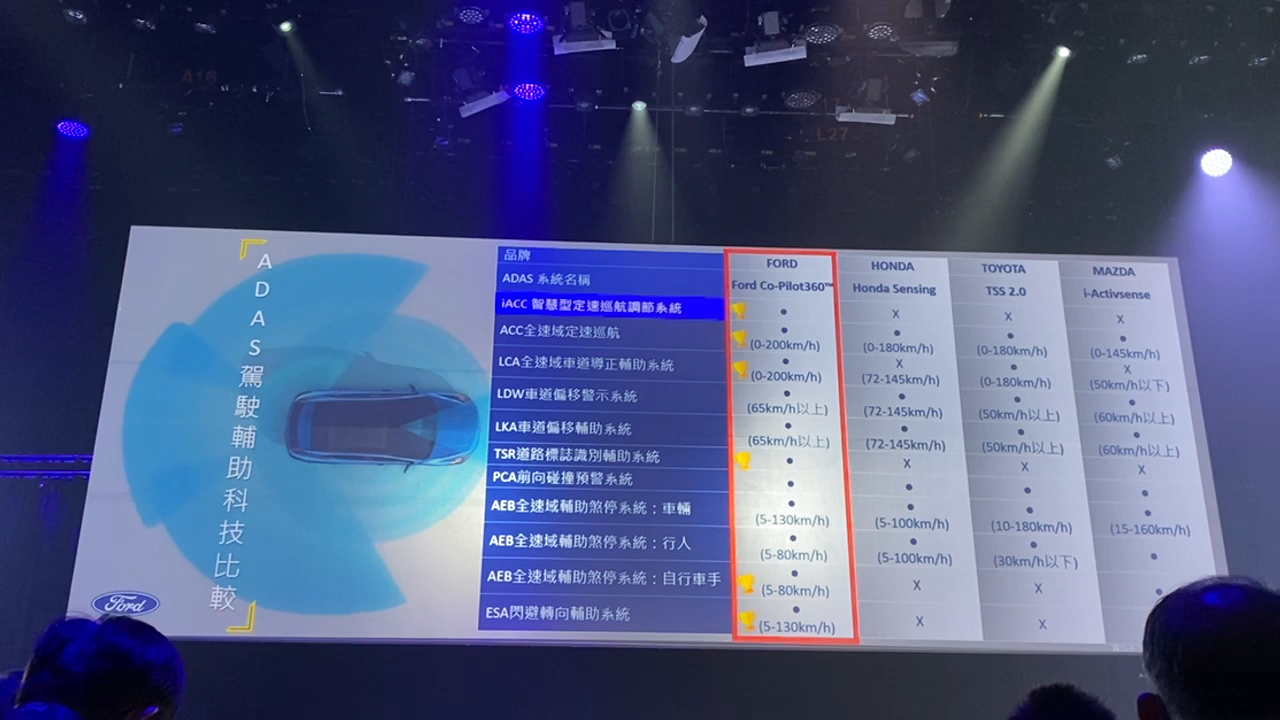 A18
L27
ADAS駕駛輔助科技比較
Ford
品牌 FORD HONDA TOYOTA MAZDA
ADAS 系統名稱 Ford Co-Pilot360™ Honda Sensing TSS 2.0 i-Activsense
iACC 智慧型定速巡航調節系統 ● X X X
ACC全速域定速巡航 ● (0-200km/h) ● (0-180km/h) ● (0-180km/h) ● (0-145km/h)
LCA全速域車道導正輔助系統 ● (0-200km/h) X (72-145km/h) ● (0-180km/h) X (50km/h以下)
LDW車道偏移警示系統 ● (65km/h以上) ● (72-145km/h) ● (50km/h以上) ● (60km/h以上)
LKA車道偏移輔助系統 ● (65km/h以上) ● (72-145km/h) ● (50km/h以上) ● (60km/h以上)
TSR道路標誌識別輔助系統 ● X X X
PCA前向碰撞預警系統 ● ● ● ●
AEB全速域輔助煞停系統：車輛 ● (5-130km/h) ● (5-100km/h) ● (10-180km/h) ● (15-160km/h)
AEB全速域輔助煞停系統：行人 ● (5-80km/h) ● (5-100km/h) ● (30km/h以下) ●
AEB全速域輔助煞停系統：自行車手 ● (5-80km/h) X X ●
ESA閃避轉向輔助系統 ● (5-130km/h) X X